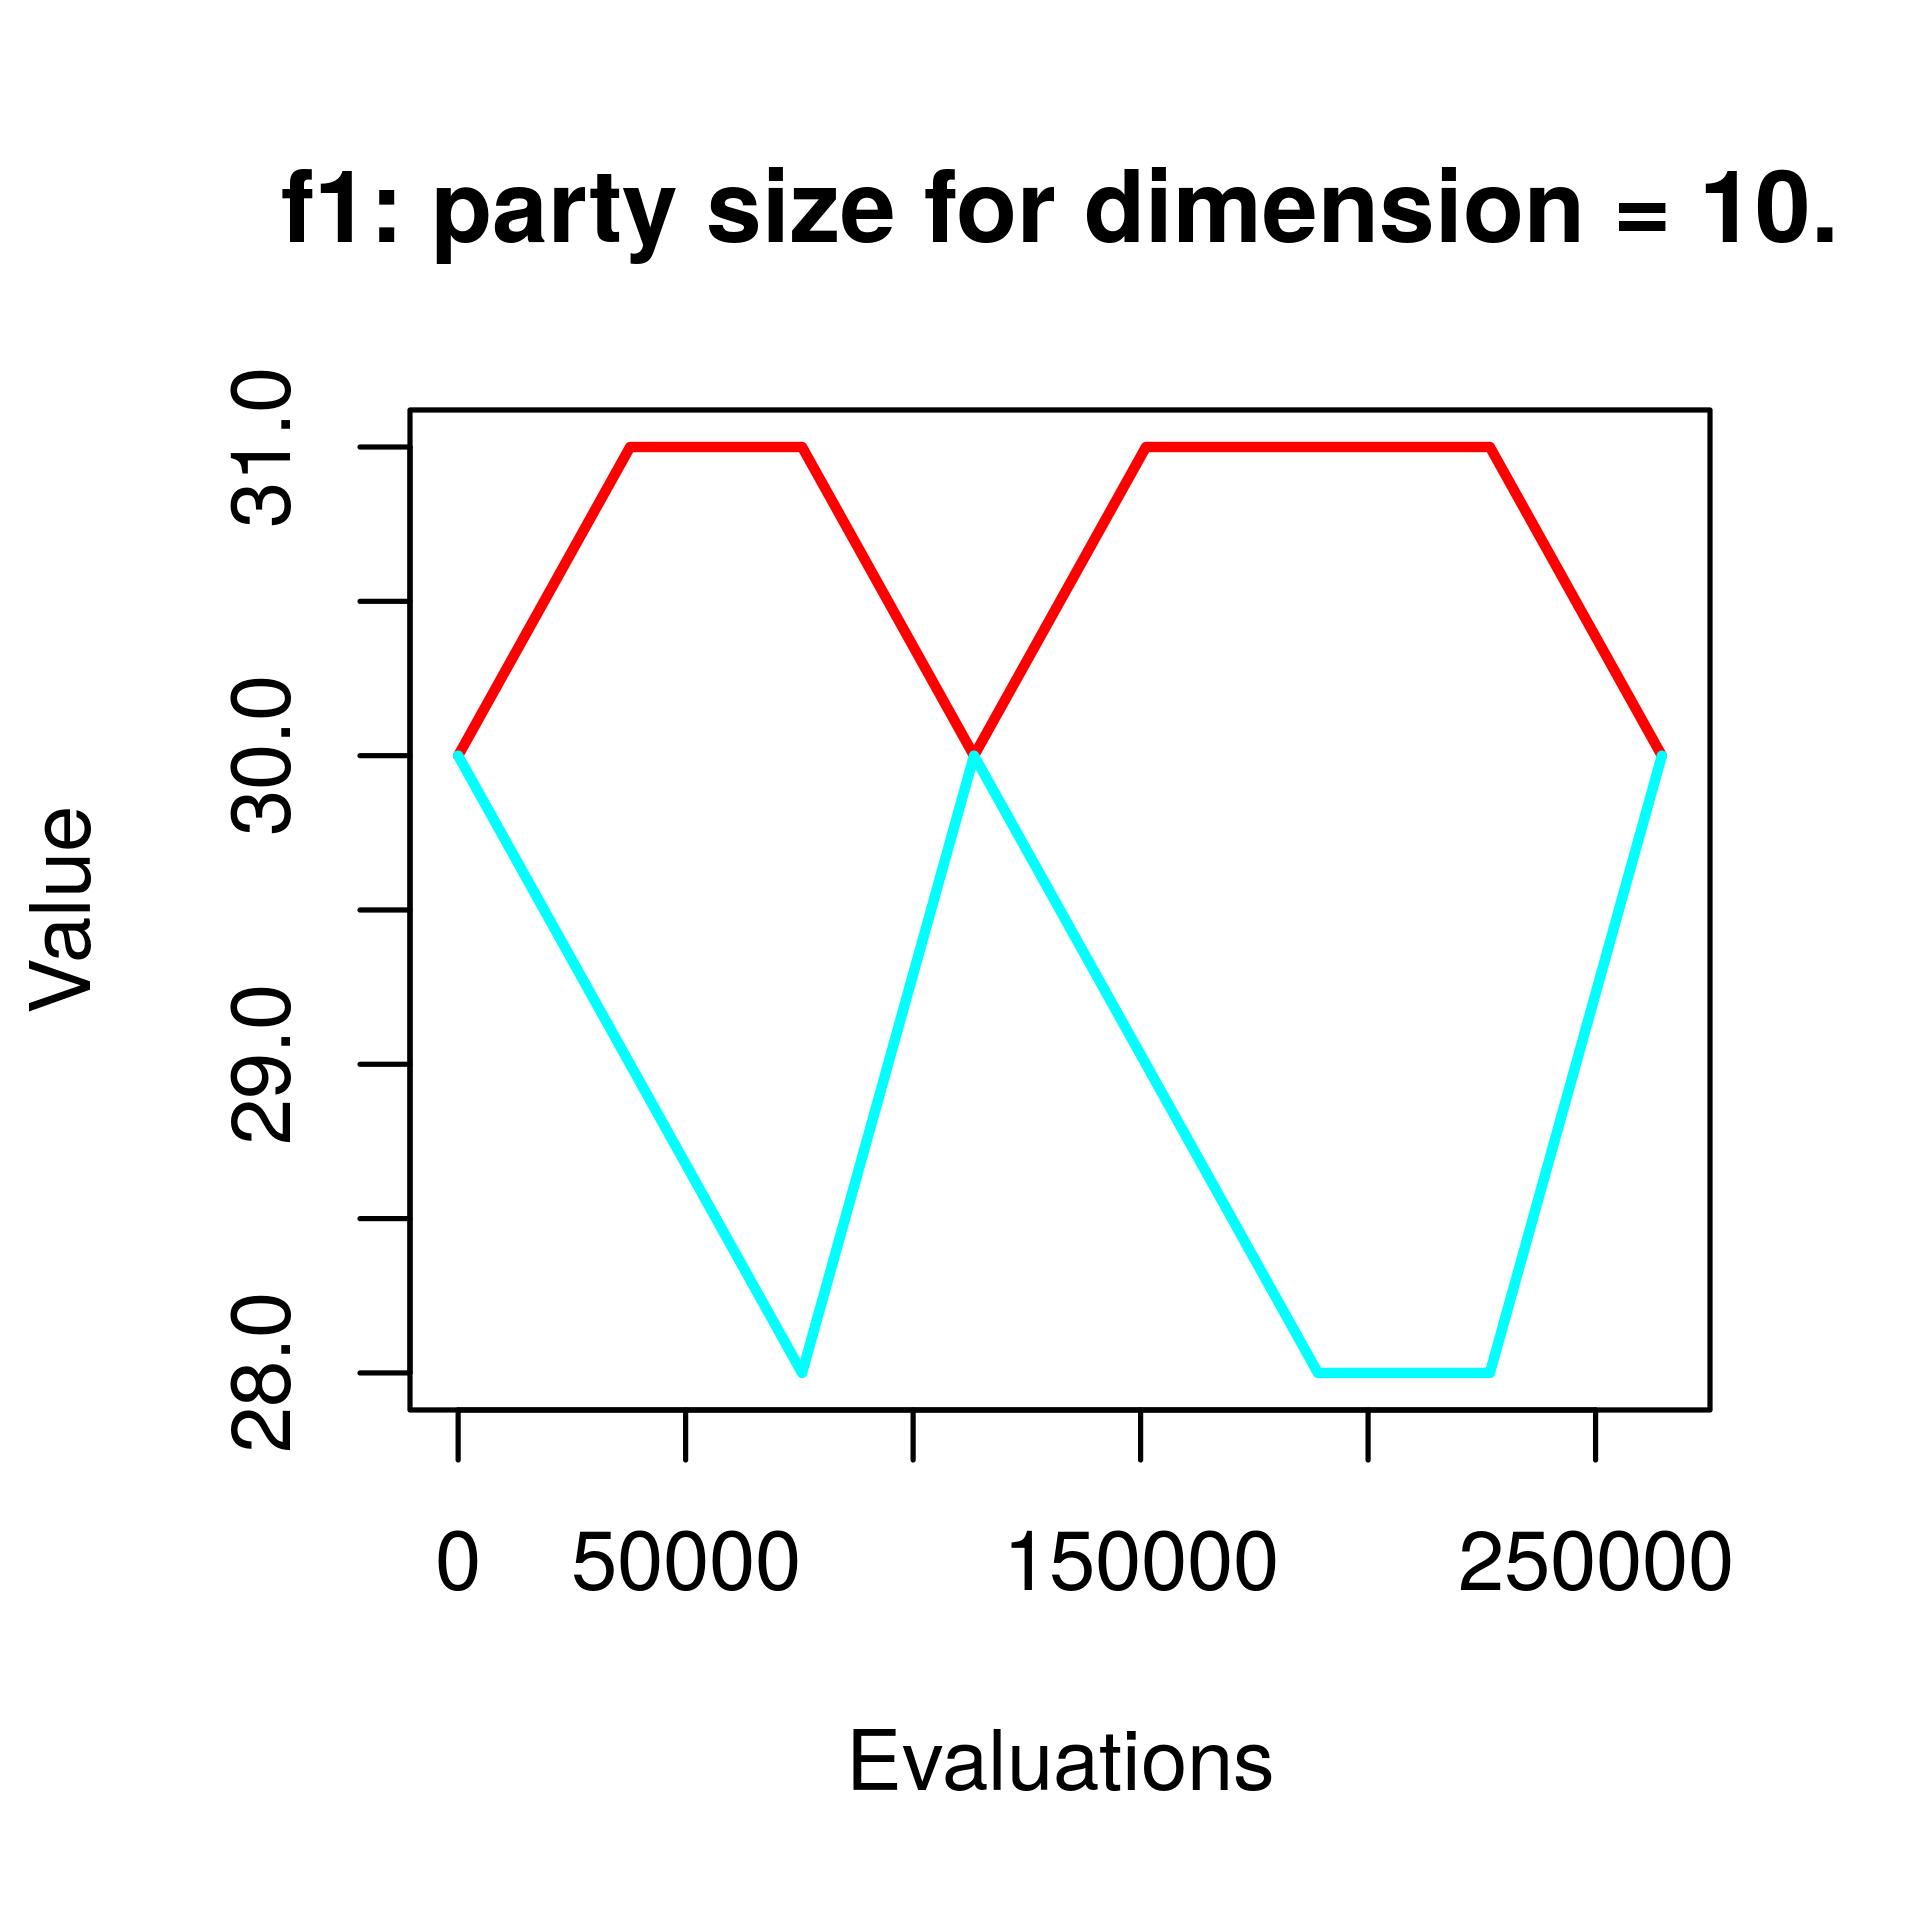 f1: party size for dimension = 10.
Value
31.0
30.0
29.0
28.0
0 50000 150000 250000
Evaluations